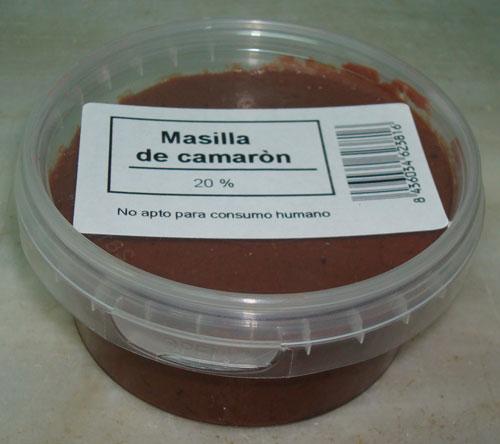 Masilla
de camaròn
20 %
No apto para consumo humano
8 436034 623816